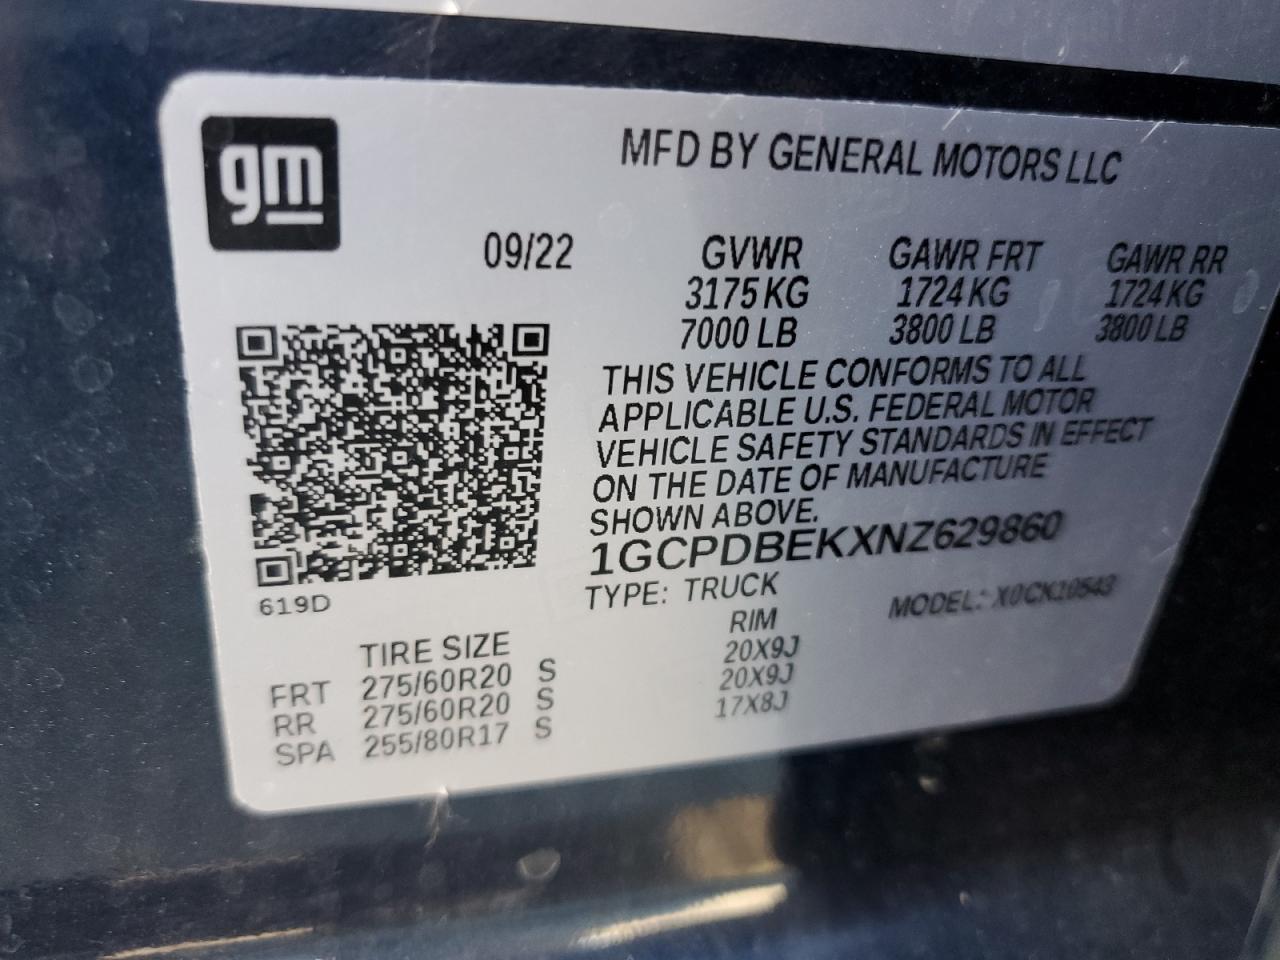 gm
MFD BY GENERAL MOTORS LLC
09/22 GVWR GAWR FRT GAWR RR
3175 KG 1724 KG 1724 KG
7000 LB 3800 LB 3800 LB
THIS VEHICLE CONFORMS TO ALL
APPLICABLE U.S. FEDERAL MOTOR
VEHICLE SAFETY STANDARDS IN EFFECT
ON THE DATE OF MANUFACTURE
SHOWN ABOVE.
1GCPDBEKXNZ629860
619D
TYPE: TRUCK MODEL: X0CK10543
TIRE SIZE RIM
FRT 275/60R20 S 20X9J
RR 275/60R20 S 20X9J
SPA 255/80R17 S 17X8J